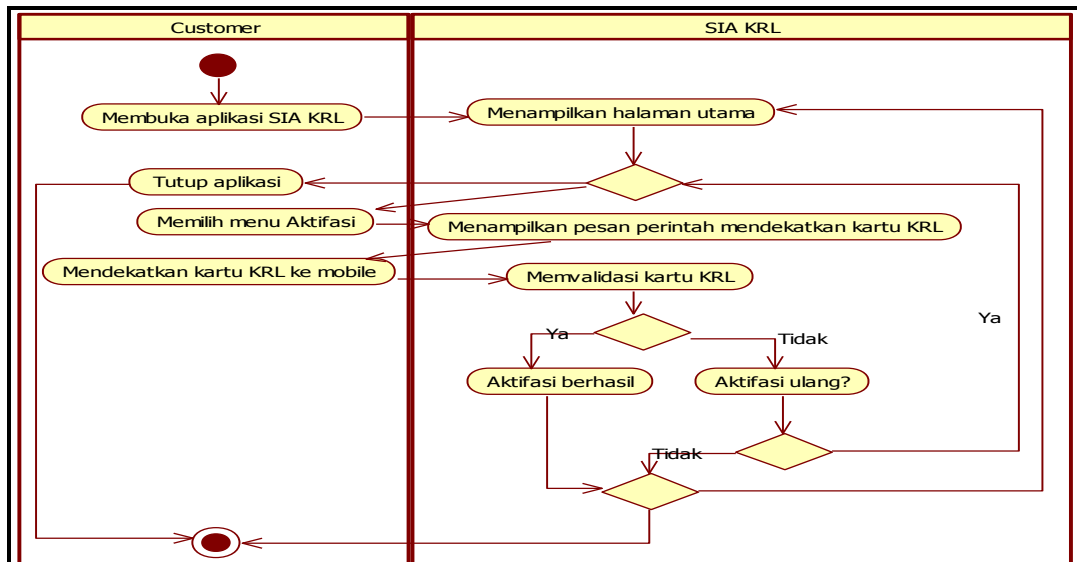 Customer
SIA KRL
Membuka aplikasi SIA KRL
Menampilkan halaman utama
Tutup aplikasi
Memilih menu Aktifasi
Menampilkan pesan perintah mendekatkan kartu KRL
Mendekatkan kartu KRL ke mobile
Memvalidasi kartu KRL
Ya
Ya
Tidak
Aktifasi berhasil
Aktifasi ulang?
Tidak